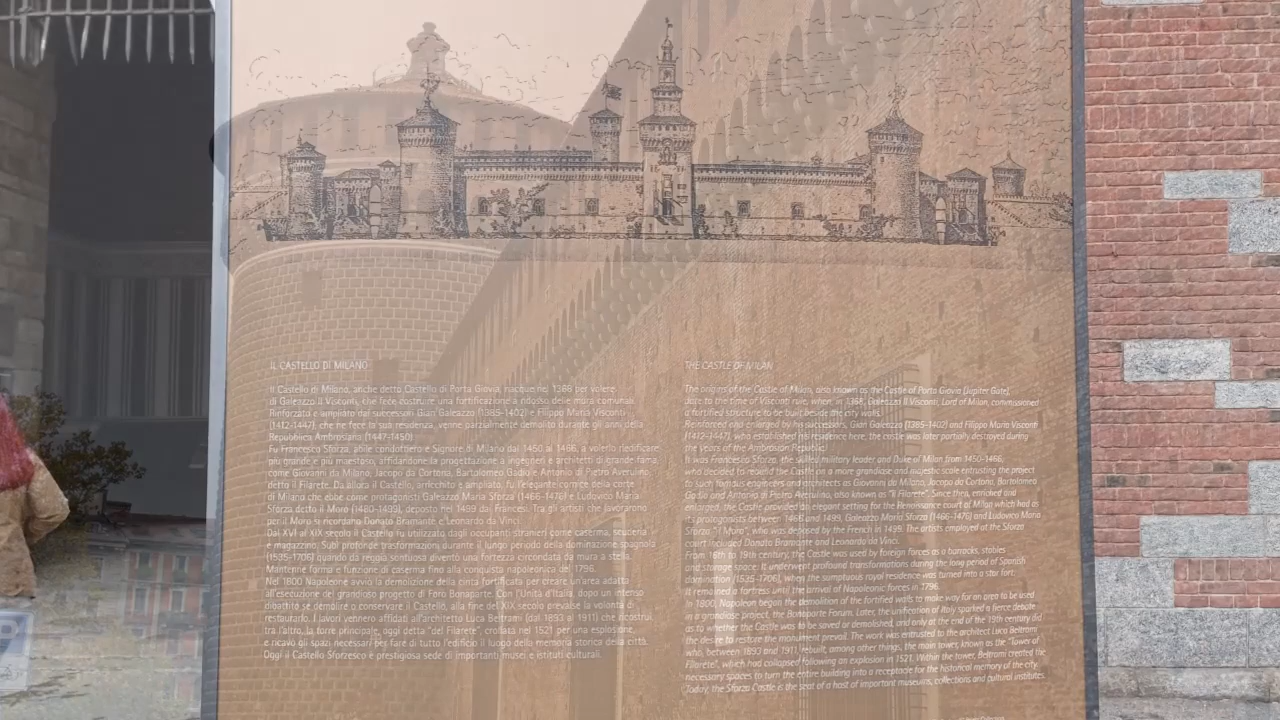 IL CASTELLO DI MILANO
Il Castello di Milano, anche detto Castello di Porta Giovia, nacque nel 1368 per volere
di Galeazzo II Visconti, che fece costruire una fortificazione a ridosso delle mura comunali.
Rinforzato e ampliato dai successori Gian Galeazzo (1385-1402) e Filippo Maria Visconti
(1412-1447), che ne fece la sua residenza, venne parzialmente demolito durante gli anni della
Repubblica Ambrosiana (1447-1450).
Fu Francesco Sforza, abile condottiero e Signore di Milano dal 1450 al 1466, a volerlo riedificare
più grande e più maestoso, affidandone la progettazione a ingegneri e architetti di grande fama
come Giovanni da Milano, Jacopo da Cortona, Bartolomeo Gadio e Antonio di Pietro Averulino,
detto il Filarete. Da allora il Castello, arricchito e ampliato, fu l'elegante cornice della corte
di Milano che ebbe come protagonisti Galeazzo Maria Sforza (1466-1476) e Ludovico Maria
Sforza detto il Moro (1480-1499), deposto nel 1499 dai Francesi. Tra gli artisti che lavorarono
per il Moro si ricordano Donato Bramante e Leonardo da Vinci.
Dal XVI al XIX secolo il Castello fu utilizzato dagli occupanti stranieri come caserma, scuderia
e magazzino. Subì profonde trasformazioni durante il lungo periodo della dominazione spagnola
(1535-1706) quando da reggia sontuosa diventò una fortezza circondata da mura a stella.
Mantenne forma e funzione di caserma fino alla conquista napoleonica del 1796.
Nel 1800 Napoleone avviò la demolizione della cinta fortificata per creare un'area adatta
all'esecuzione del grandioso progetto di Foro Bonaparte. Con l'Unità d'Italia, dopo un intenso
dibattito se demolire o conservare il Castello, alla fine del XIX secolo prevalse la volontà di
restaurarlo. I lavori vennero affidati all'architetto Luca Beltrami (dal 1893 al 1911) che ricostruì,
tra l'altro, la torre principale, oggi detta "del Filarete", crollata nel 1521 per una esplosione,
e ricavò gli spazi necessari per fare di tutto l'edificio il luogo della memoria storica della città.
Oggi il Castello Sforzesco è prestigiosa sede di importanti musei e istituti culturali.
THE CASTLE OF MILAN
The origins of the Castle of Milan, also known as the Castle of Porta Giovia (Jupiter Gate),
date to the time of Visconti rule, when, in 1368, Galeazzo II Visconti, Lord of Milan, commissioned
a fortified structure to be built beside the city walls.
Reinforced and enlarged by his successors, Gian Galeazzo (1385-1402) and Filippo Maria Visconti
(1412-1447), who established his residence here, the castle was later partially destroyed during
the years of the Ambrosian Republic.
It was Francesco Sforza, the skilled military leader and Duke of Milan from 1450-1466,
who decided to rebuild the Castle on a more grandiose and majestic scale entrusting the project
to such famous engineers and architects as Giovanni da Milano, Jacopo da Cortona, Bartolomeo
Gadio and Antonio di Pietro Averulino, also known as "Il Filarete". Since then, enriched and
enlarged, the Castle provided an elegant setting for the Renaissance court of Milan which had as
its protagonists between 1466 and 1499, Galeazzo Maria Sforza (1466-1476) and Ludovico Maria
Sforza "Il Moro", who was deposed by the French in 1499. The artists employed at the Sforza
court included Donato Bramante and Leonardo da Vinci.
From 16th to 19th century, the Castle was used by foreign forces as a barracks, stables
and storage space. It underwent profound transformations during the long period of Spanish
domination (1535-1706), when the sumptuous royal residence was turned into a star fort:
It remained a fortress until the arrival of Napoleonic forces in 1796.
In 1800, Napoleon began the demolition of the fortified walls to make way for an area to be used
in a grandiose project, the Bonaparte Forum. Later, the unification of Italy sparked a fierce debate
as to whether the Castle was to be saved or demolished, and only at the end of the 19th century did
the desire to restore the monument prevail. The work was entrusted to the architect Luca Beltrami
who, between 1893 and 1911, rebuilt, among other things, the main tower, known as the "Tower of
Filarete", which had collapsed following an explosion in 1521. Within the tower, Beltrami created the
necessary spaces to turn the entire building into a receptacle for the historical memory of the city.
Today, the Sforza Castle is the seat of a host of important museums, collections and cultural institutes.